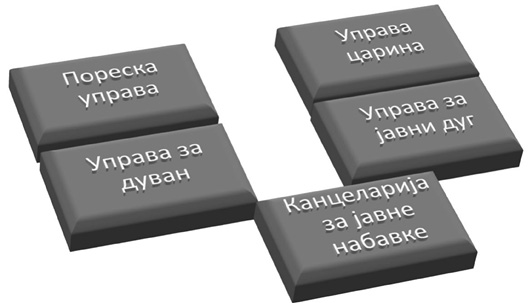 Пореска
управа
Управа
царина
Управа за
дуван
Управа за
јавни дуг
Канцеларија
за јавне
набавке